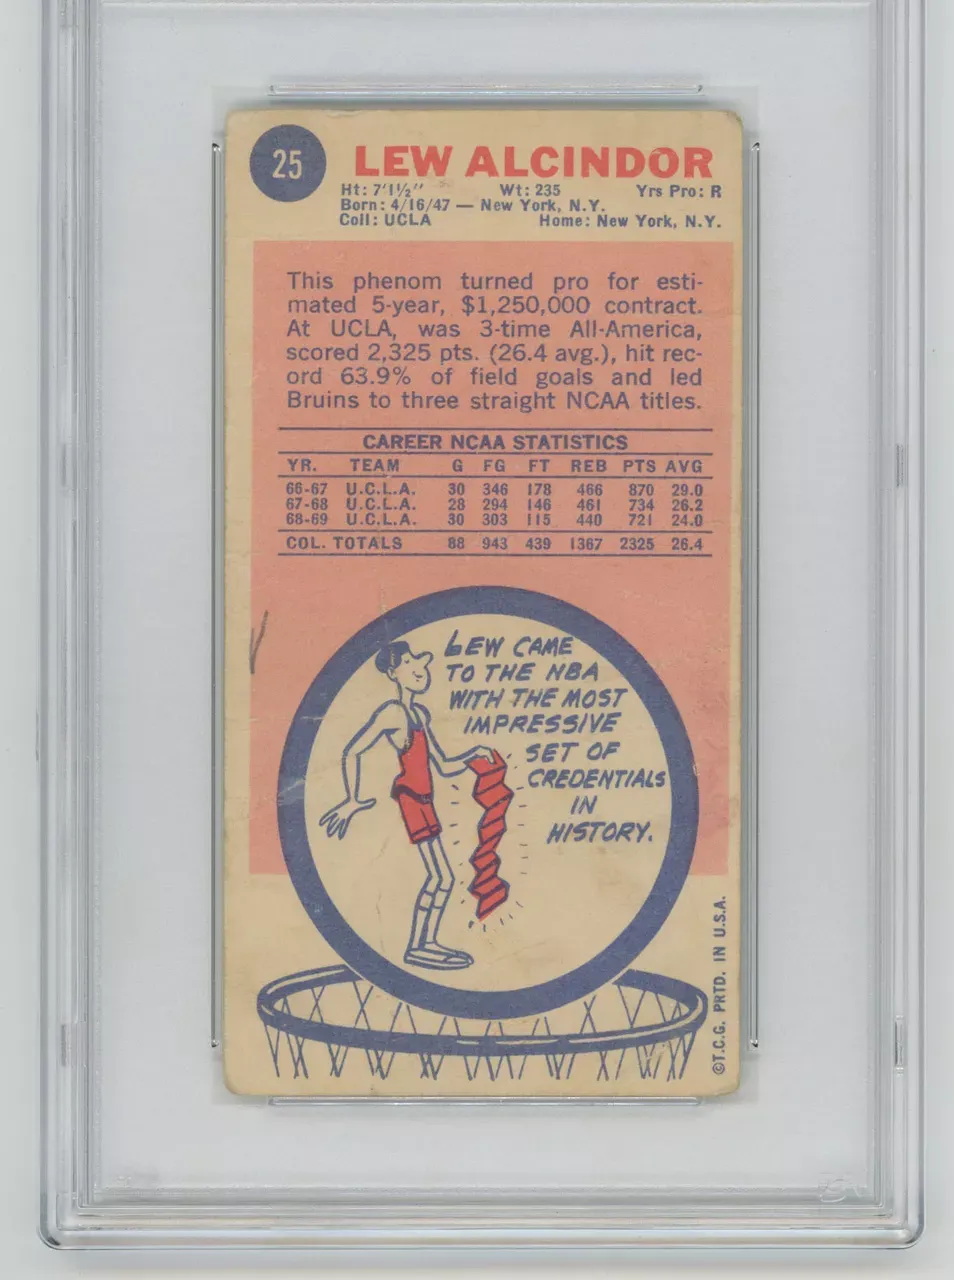 25
LEW ALCINDOR
Ht: 7'1½" Wt: 235 Yrs Pro: R
Born: 4/16/47 — New York, N.Y.
Coll: UCLA Home: New York, N.Y.
This phenom turned pro for esti-
mated 5-year, $1,250,000 contract.
At UCLA, was 3-time All-America,
scored 2,325 pts. (26.4 avg.), hit rec-
ord 63.9% of field goals and led
Bruins to three straight NCAA titles.
CAREER NCAA STATISTICS
YR. TEAM G FG FT REB PTS AVG
66-67 U.C.L.A. 30 346 178 466 870 29.0
67-68 U.C.L.A. 28 294 146 461 734 26.2
68-69 U.C.L.A. 30 303 115 440 721 24.0
COL. TOTALS 88 943 439 1367 2325 26.4
LEW CAME
TO THE NBA
WITH THE MOST
IMPRESSIVE
SET OF
CREDENTIALS
IN
HISTORY.
©T.C.G. PRTD. IN U.S.A.